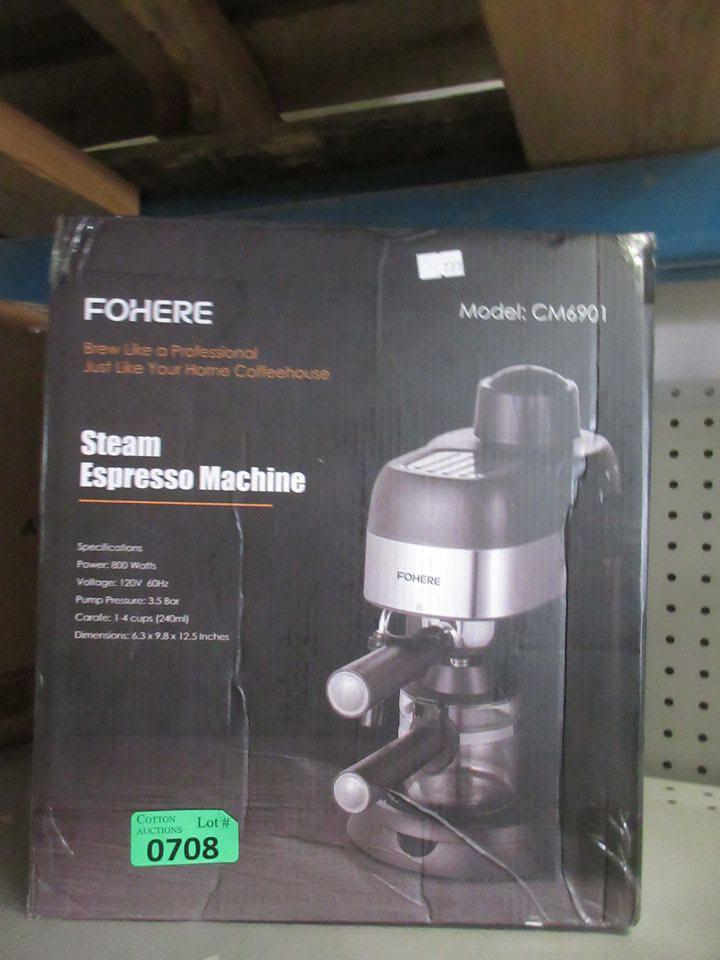 FOHERE
Model: CM6901
Brew Like a Professional
Just Like Your Home Coffeehouse
Steam
Espresso Machine
Specifications
Power: 800 Watts
Voltage: 120V 60Hz
Pump Pressure: 3.5 Bar
Carafe: 1-4 cups (240ml)
Dimensions: 6.3 x 9.8 x 12.5 Inches
FOHERE
COTTON
AUCTIONS
Lot #
0708